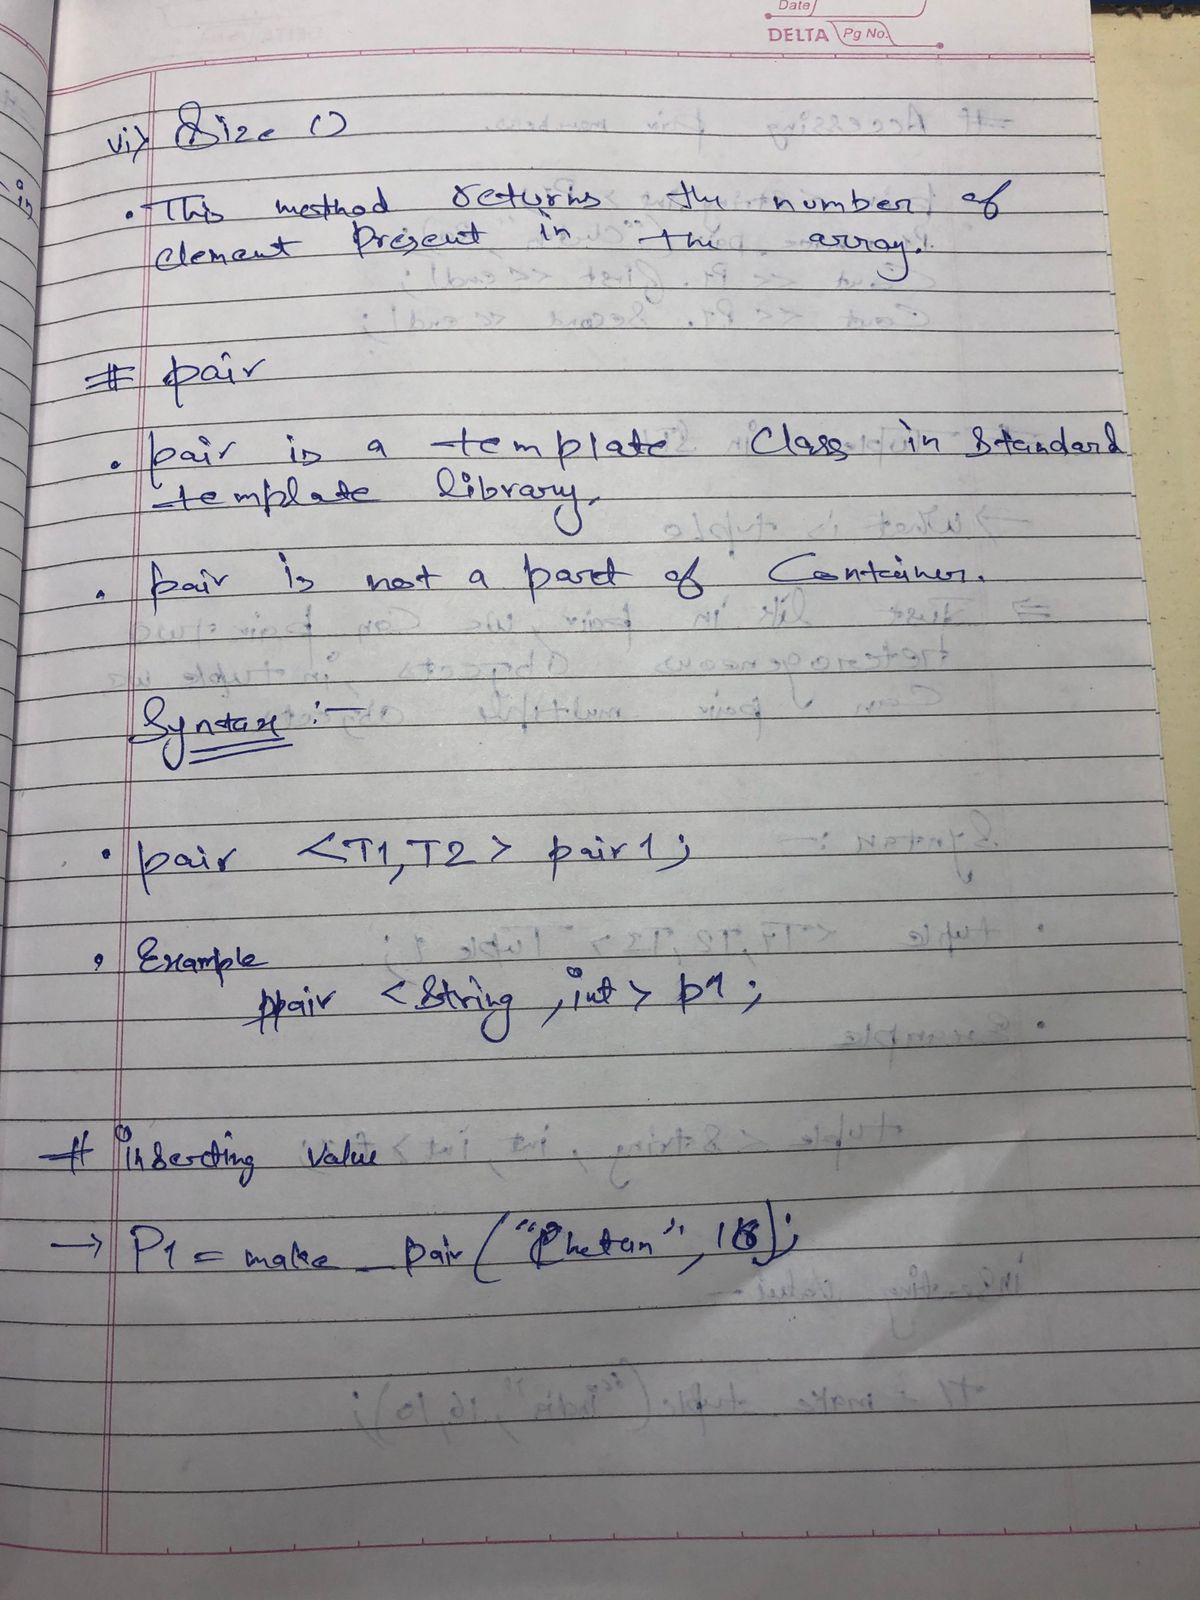 Date
DELTA Pg No.
vi) Size ()
• This method returns the number of
element present in the array.
# pair
• pair is a template Class in Standard
template library.
• pair is not a part of Container.
Syntax :-
• pair <T1, T2> pair1;
• Example
pair <String, int> p1;
# inserting value
→ P1 = make_pair("Chetan",